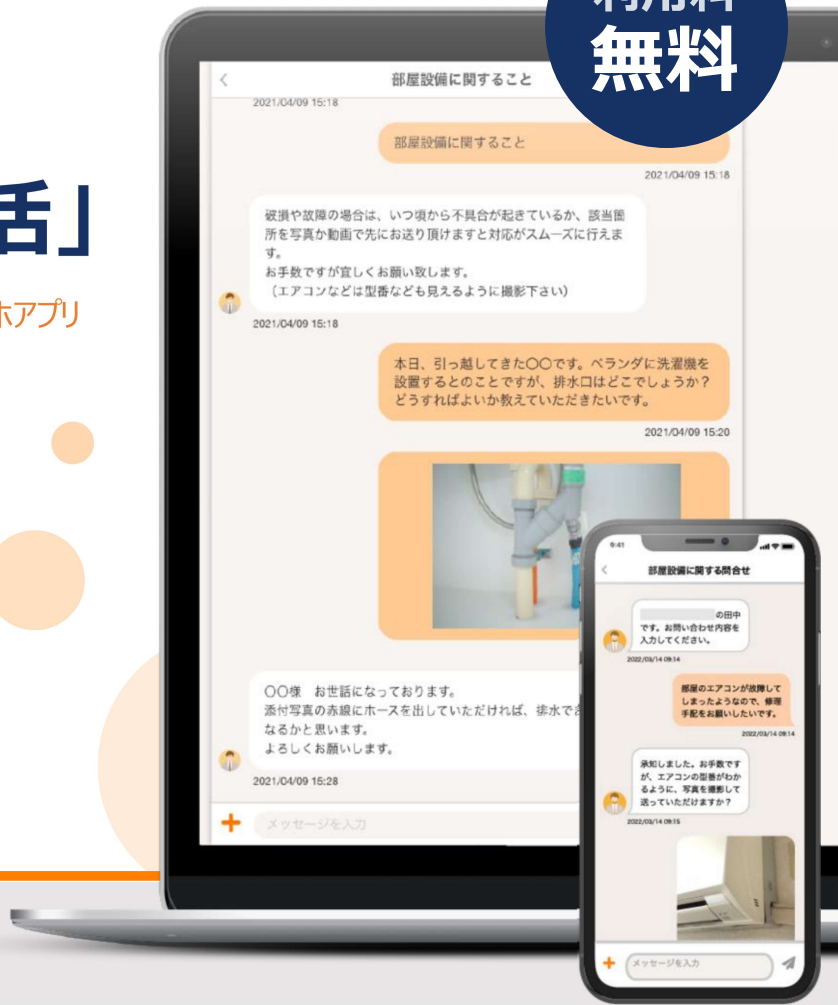 利用料
無料
活」
ホアプリ
部屋設備に関すること
2021/04/09 15:18
部屋設備に関すること
2021/04/09 15:18
破損や故障の場合は、いつ頃から不具合が起きているか、該当箇
所を写真か動画で先にお送り頂けますと対応がスムーズに行えま
す。
お手数ですが宜しくお願い致します。
（エアコンなどは型番なども見えるように撮影下さい）
2021/04/09 15:18
本日、引っ越してきた〇〇です。ベランダに洗濯機を
設置するとのことですが、排水口はどこでしょうか？
どうすればよいか教えていただきたいです。
2021/04/09 15:20
〇〇様　お世話になっております。
添付写真の赤線にホースを出していただければ、排水でき
なるかと思います。
よろしくお願いします。
2021/04/09 15:28
メッセージを入力
9:41
部屋設備に関する問合せ
の田中
です。お問い合わせ内容を
入力してください。
2022/03/14 09:14
部屋のエアコンが故障して
しまったようなので、修理
手配をお願いしたいです。
2022/03/14 09:14
承知しました。お手数です
が、エアコンの型番がわか
るように、写真を撮影して
送っていただけますか？
2022/03/14 09:15
メッセージを入力